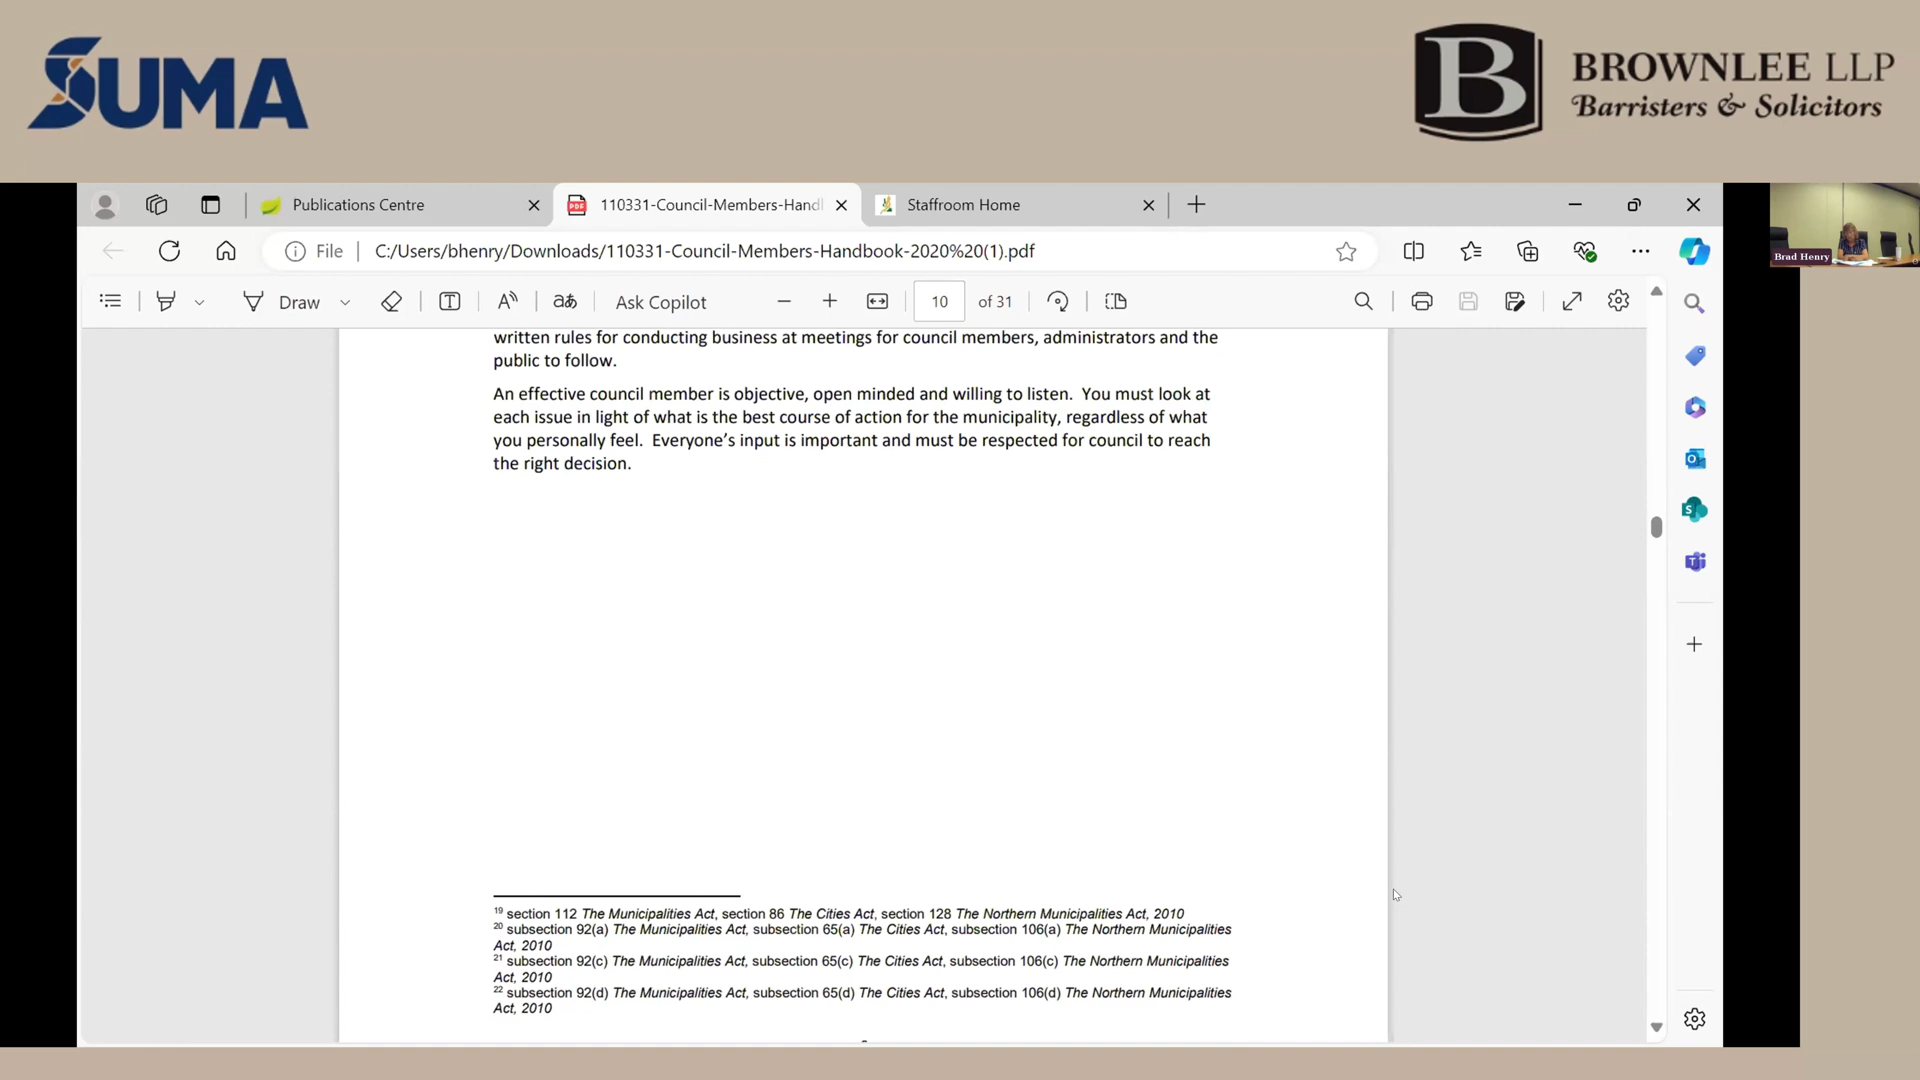 SUMA
B
BROWNLEE LLP
Barristers & Solicitors
Publications Centre
110331-Council-Members-Handl
Staffroom Home
File
C:/Users/bhenry/Downloads/110331-Council-Members-Handbook-2020%20(1).pdf
Draw
Ask Copilot
10 of 31
Brad Henry
written rules for conducting business at meetings for council members, administrators and the
public to follow.
An effective council member is objective, open minded and willing to listen. You must look at
each issue in light of what is the best course of action for the municipality, regardless of what
you personally feel. Everyone's input is important and must be respected for council to reach
the right decision.
19 section 112 The Municipalities Act, section 86 The Cities Act, section 128 The Northern Municipalities Act, 2010
20 subsection 92(a) The Municipalities Act, subsection 65(a) The Cities Act, subsection 106(a) The Northern Municipalities
Act, 2010
21 subsection 92(c) The Municipalities Act, subsection 65(c) The Cities Act, subsection 106(c) The Northern Municipalities
Act, 2010
22 subsection 92(d) The Municipalities Act, subsection 65(d) The Cities Act, subsection 106(d) The Northern Municipalities
Act, 2010